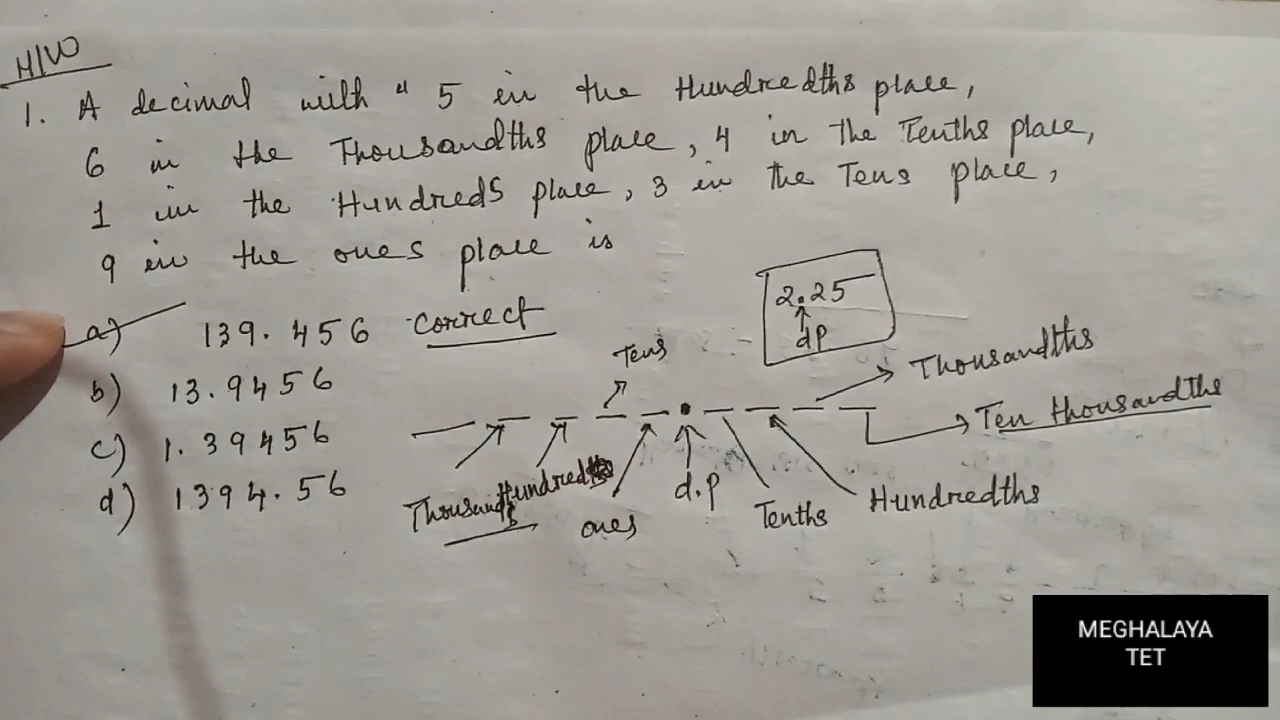 H/W
1. A decimal with " 5 in the Hundredths place,
6 in the Thousandths place, 4 in the Tenths place,
1 in the Hundreds place, 3 in the Tens place,
9 in the ones place is
a) 139.456 correct
b) 13.9456
c) 1.39456
d) 1394.56
2.25
dp
Tens
Thousandths
Ten thousandths
Thousands
Hundreds
ones
d.p
Tenths
Hundredths
MEGHALAYA
TET